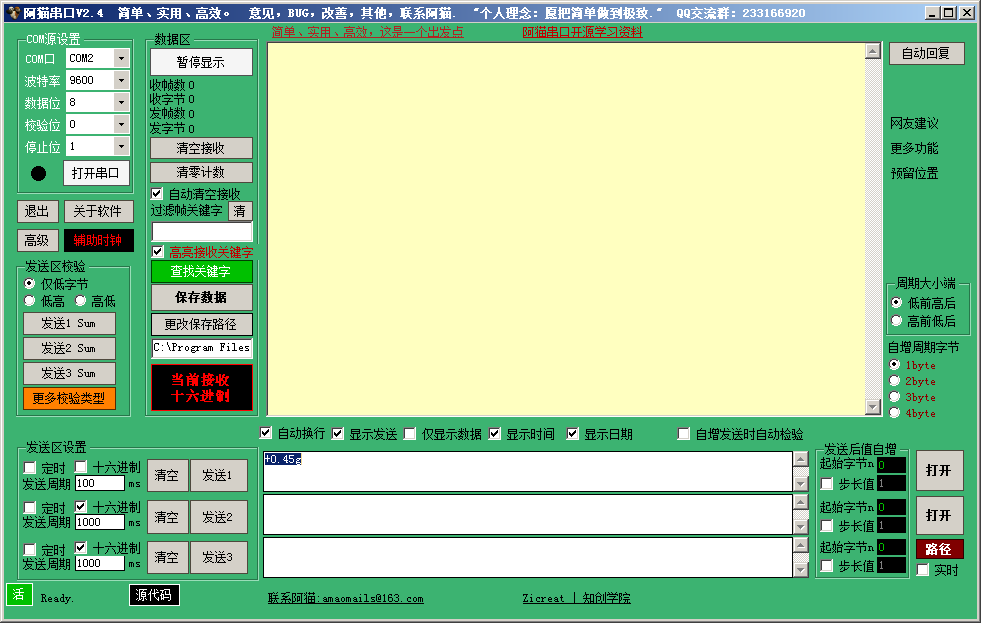 阿猫串口V2.4 简单、实用、高效。 意见,BUG,改善,其他,联系阿猫. "个人理念：愿把简单做到极致." QQ交流群：233166920
简单、实用、高效，这是一个出发点
阿猫串口开源学习资料
COM源设置
COM口 COM2
波特率 9600
数据位 8
校验位 0
停止位 1
打开串口
退出 关于软件
高级 辅助时钟
发送区校验
仅低字节
低高 高低
发送1 Sum
发送2 Sum
发送3 Sum
更多校验类型
数据区
暂停显示
收帧数 0
收字节 0
发帧数 0
发字节 0
清空接收
清零计数
自动清空接收
过滤帧关键字 清
高亮接收关键字
查找关键字
保存数据
更改保存路径
C:\Program Files
当前接收
十六进制
自动回复
网友建议
更多功能
预留位置
周期大小端
低前高后
高前低后
自增周期字节
1byte
2byte
3byte
4byte
自动换行 显示发送 仅显示数据 显示时间 显示日期 自增发送时自动检验
发送区设置
定时 十六进制 清空 发送1
发送周期 100 ms
定时 十六进制 清空 发送2
发送周期 1000 ms
定时 十六进制 清空 发送3
发送周期 1000 ms
+0.45g
发送后值自增
起始字节n 0
步长值 1
起始字节n 0
步长值 1
起始字节n 0
步长值 1
打开
打开
路径
实时
活 Ready. 源代码 联系阿猫:amaomails@163.com Zicreat | 知创学院